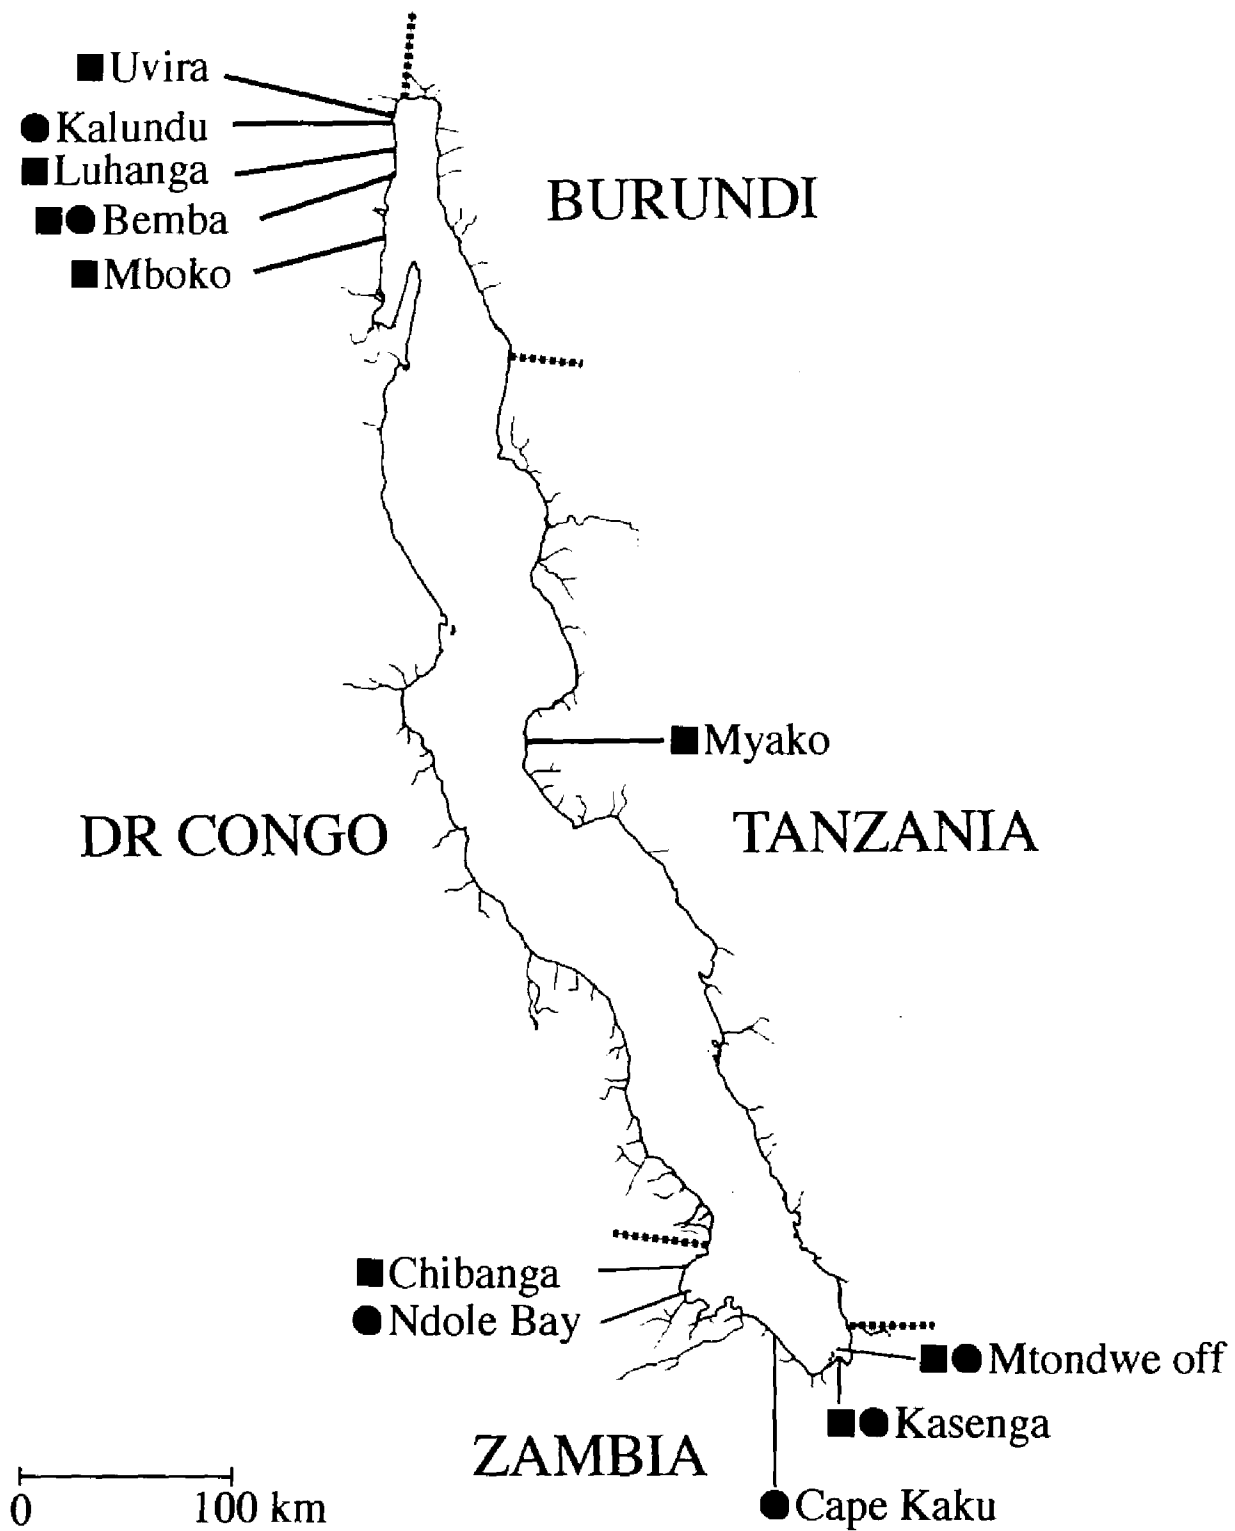 Uvira
Kalundu
Luhanga
Bemba
Mboko
BURUNDI
Myako
DR CONGO
TANZANIA
Chibanga
Ndole Bay
Mtondwe off
Kasenga
ZAMBIA
Cape Kaku
0 100 km